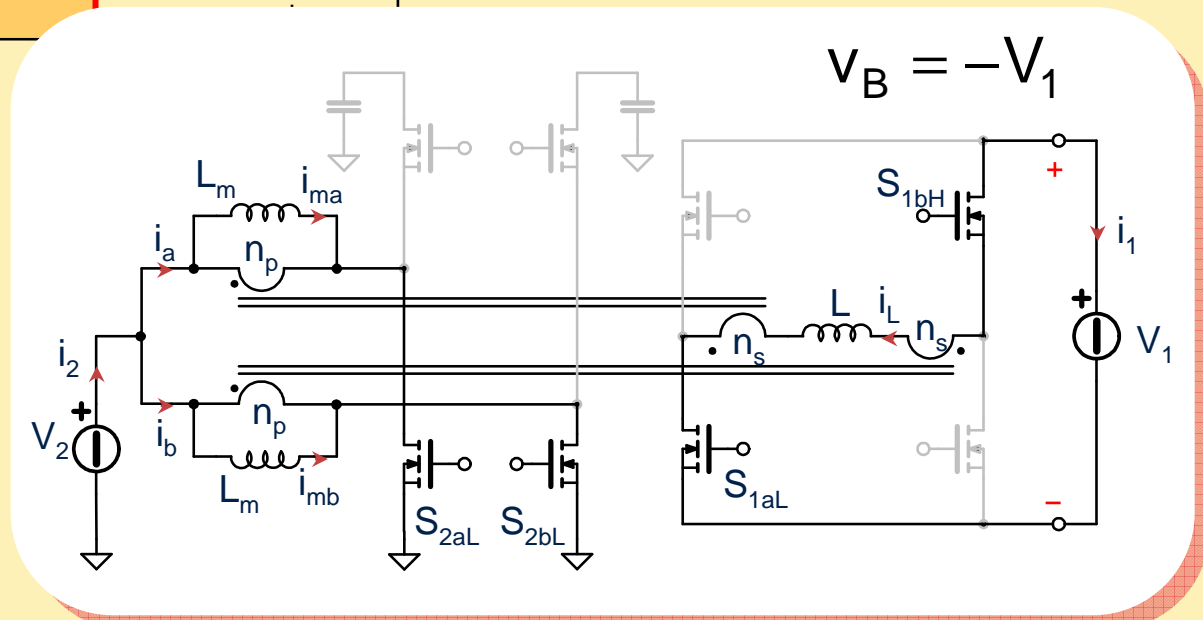 v_B = −V_1
L_m
i_ma
S_1bH
+
i_a
n_p
i_1
L
i_L
n_s
n_s
+
V_1
i_2
+
V_2
i_b
n_p
L_m
i_mb
S_2aL
S_2bL
S_1aL
−